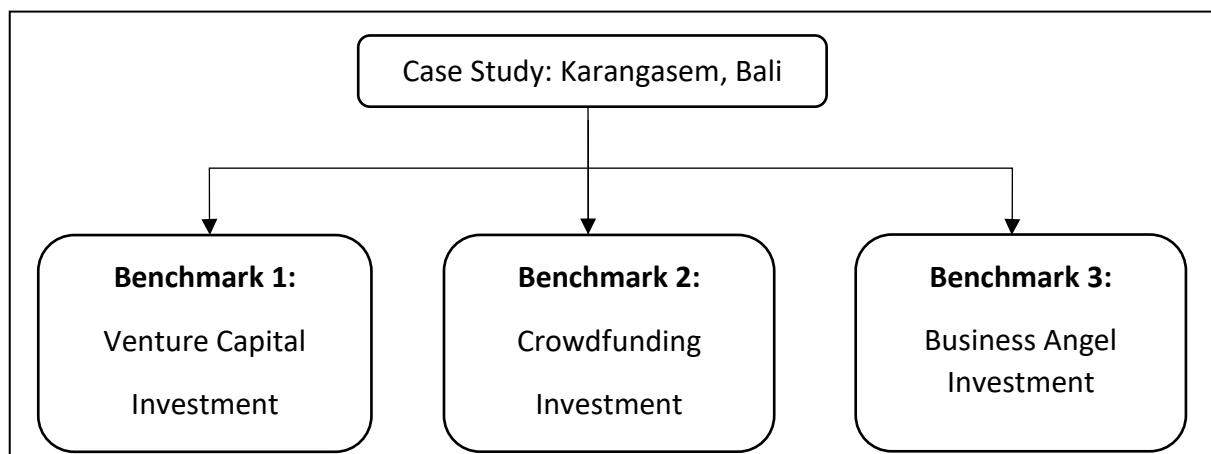 Case Study: Karangasem, Bali
Benchmark 1:
Venture Capital
Investment
Benchmark 2:
Crowdfunding
Investment
Benchmark 3:
Business Angel
Investment